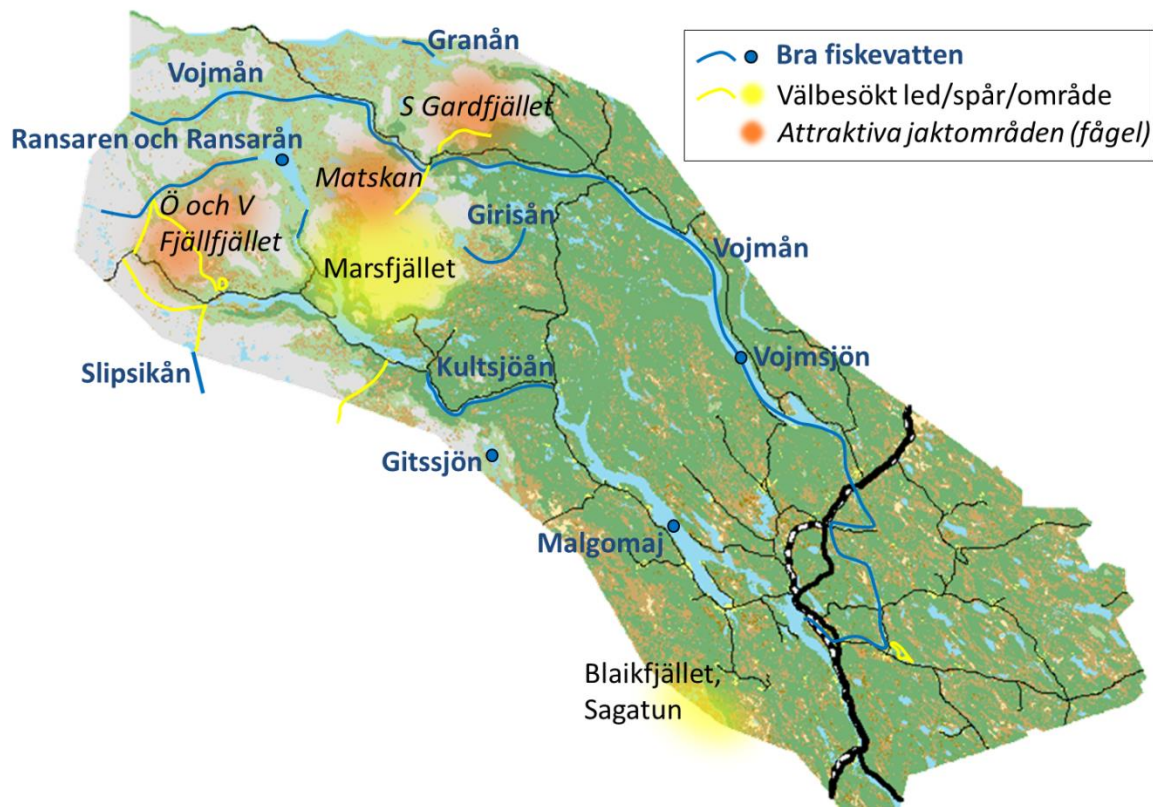 Granån
Vojmån
S Gardfjället
Ransaren och Ransarån
Matskan
Ö och V
Fjällfjället
Girisån
Marsfjället
Vojmån
Slipsikån
Kultsjöån
Vojmsjön
Gitssjön
Malgomaj
Blaikfjället,
Sagatun
Bra fiskevatten
Välbesökt led/spår/område
Attraktiva jaktområden (fågel)